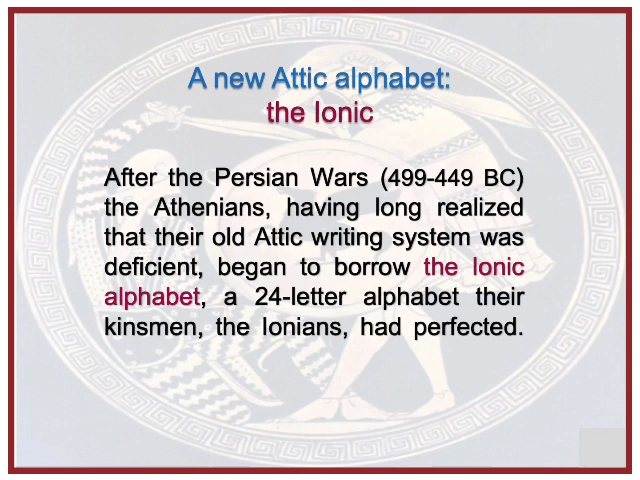 A new Attic alphabet:
the Ionic
After the Persian Wars (499-449 BC)
the Athenians, having long realized
that their old Attic writing system was
deficient, began to borrow the Ionic
alphabet, a 24-letter alphabet their
kinsmen, the Ionians, had perfected.